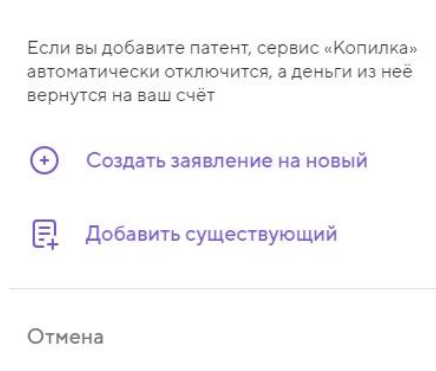 Если вы добавите патент, сервис «Копилка»
автоматически отключится, а деньги из неё
вернутся на ваш счёт
Создать заявление на новый
Добавить существующий
Отмена